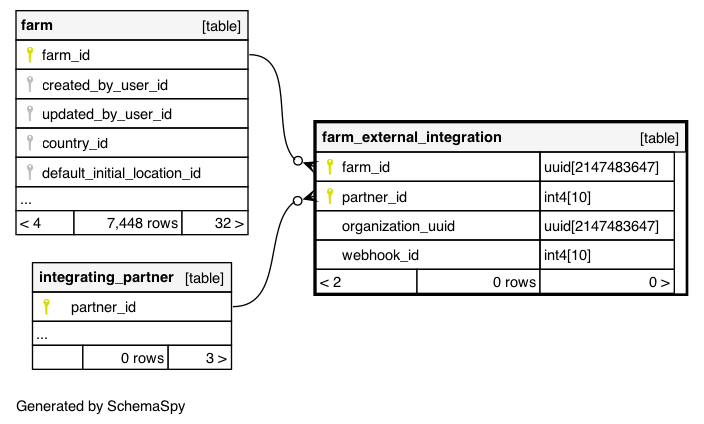 farm [table]
farm_id
created_by_user_id
updated_by_user_id
country_id
default_initial_location_id
...
< 4 7,448 rows 32 >
farm_external_integration [table]
farm_id uuid[2147483647]
partner_id int4[10]
organization_uuid uuid[2147483647]
webhook_id int4[10]
< 2 0 rows 0 >
integrating_partner [table]
partner_id
...
0 rows 3 >
Generated by SchemaSpy